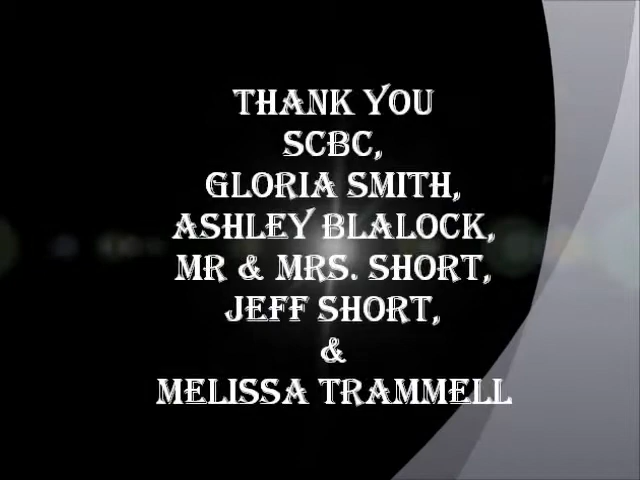 THANK YOU
SCBC,
GLORIA SMITH,
ASHLEY BLALOCK,
MR & MRS. SHORT,
JEFF SHORT,
&
MELISSA TRAMMELL